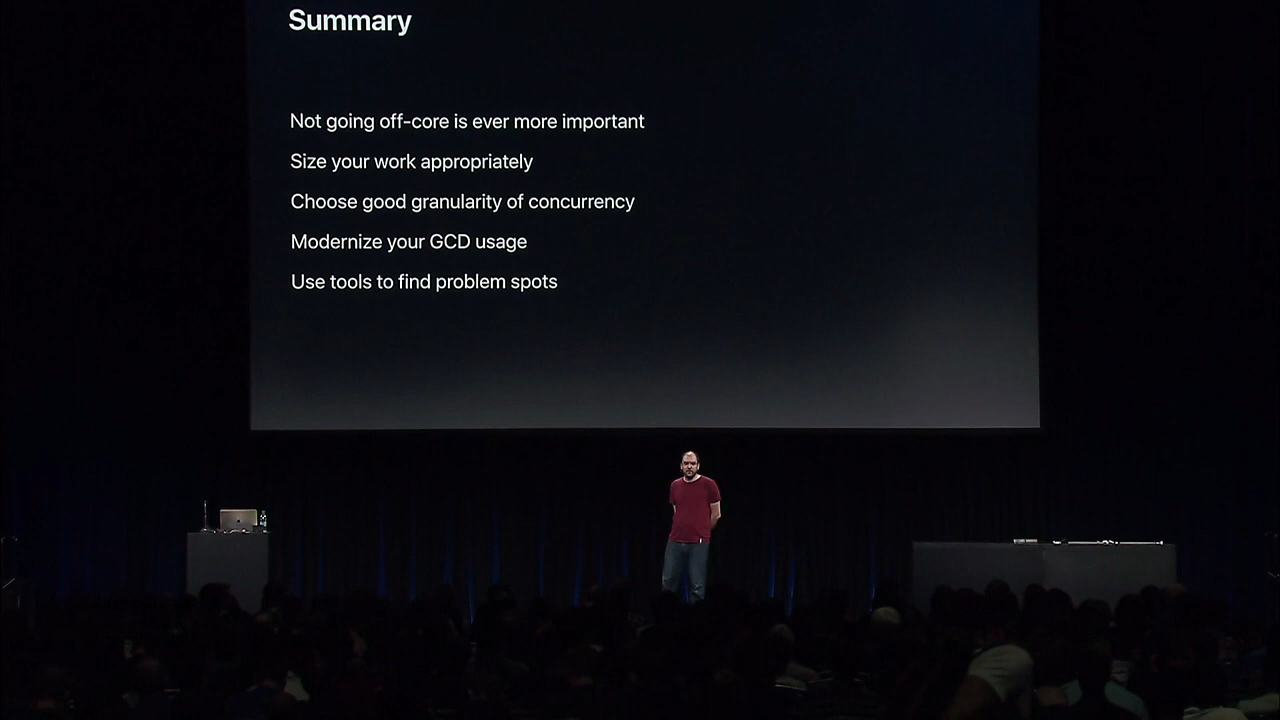 Summary
Not going off-core is ever more important
Size your work appropriately
Choose good granularity of concurrency
Modernize your GCD usage
Use tools to find problem spots